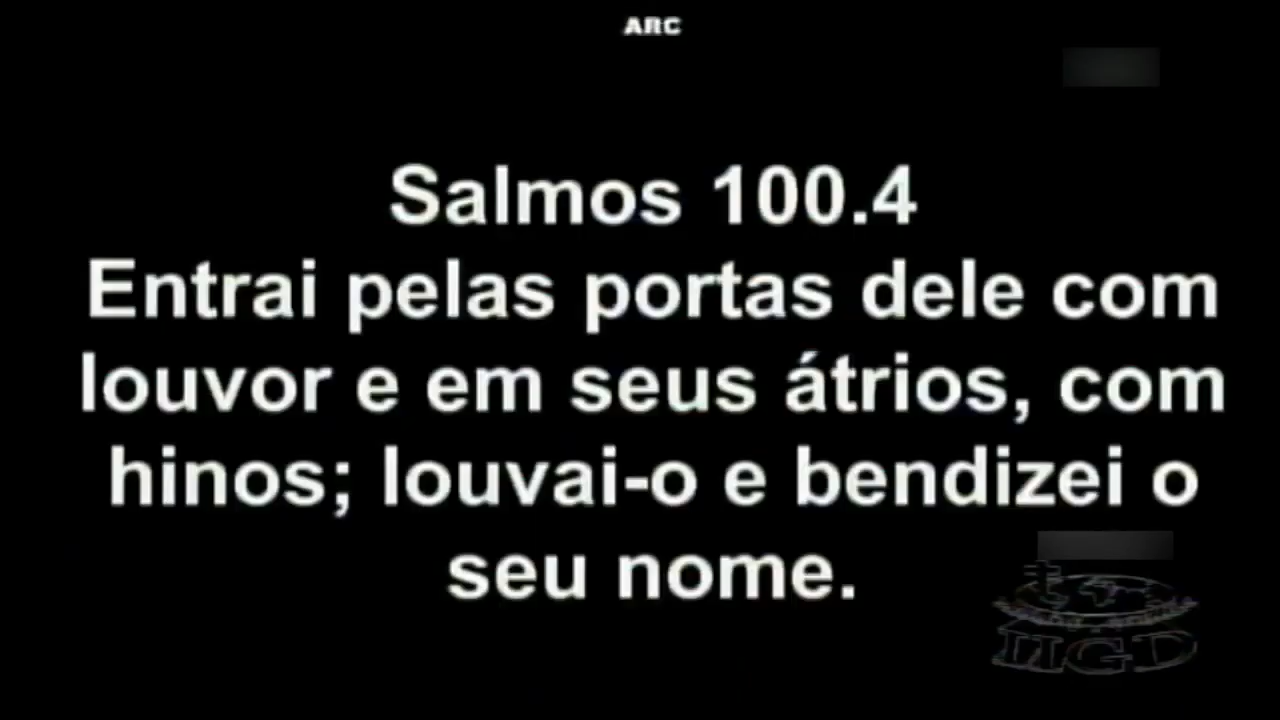 ARC
Salmos 100.4
Entrai pelas portas dele com
louvor e em seus átrios, com
hinos; louvai-o e bendizei o
seu nome.
IIGD